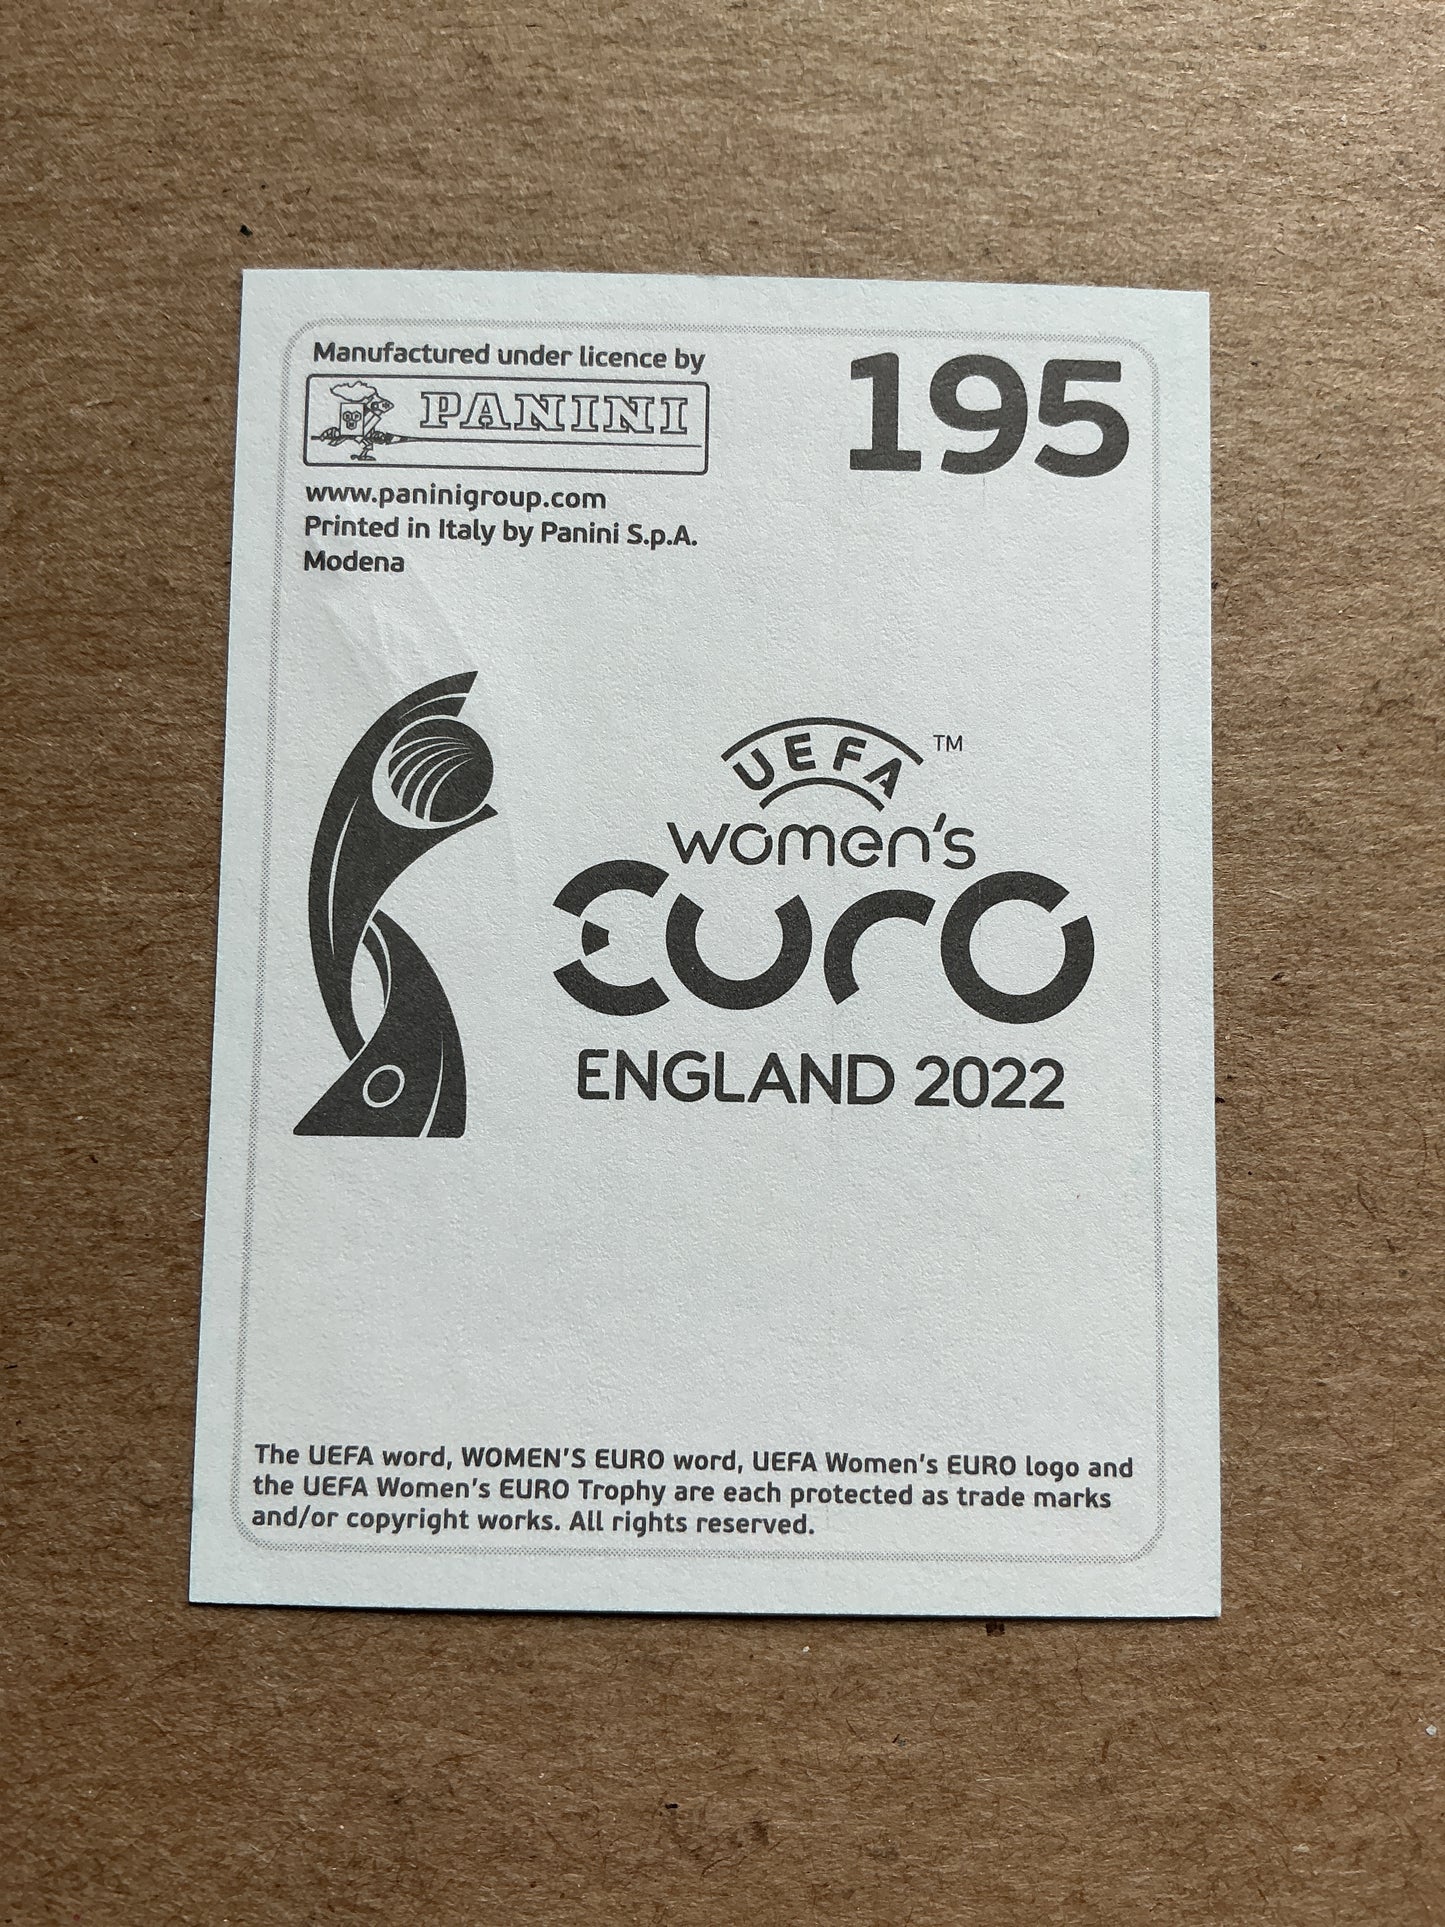 Manufactured under licence by
PANINI
195
www.paninigroup.com
Printed in Italy by Panini S.p.A.
Modena
UEFA TM
women's
EURO
ENGLAND 2022
The UEFA word, WOMEN'S EURO word, UEFA Women's EURO logo and
the UEFA Women's EURO Trophy are each protected as trade marks
and/or copyright works. All rights reserved.